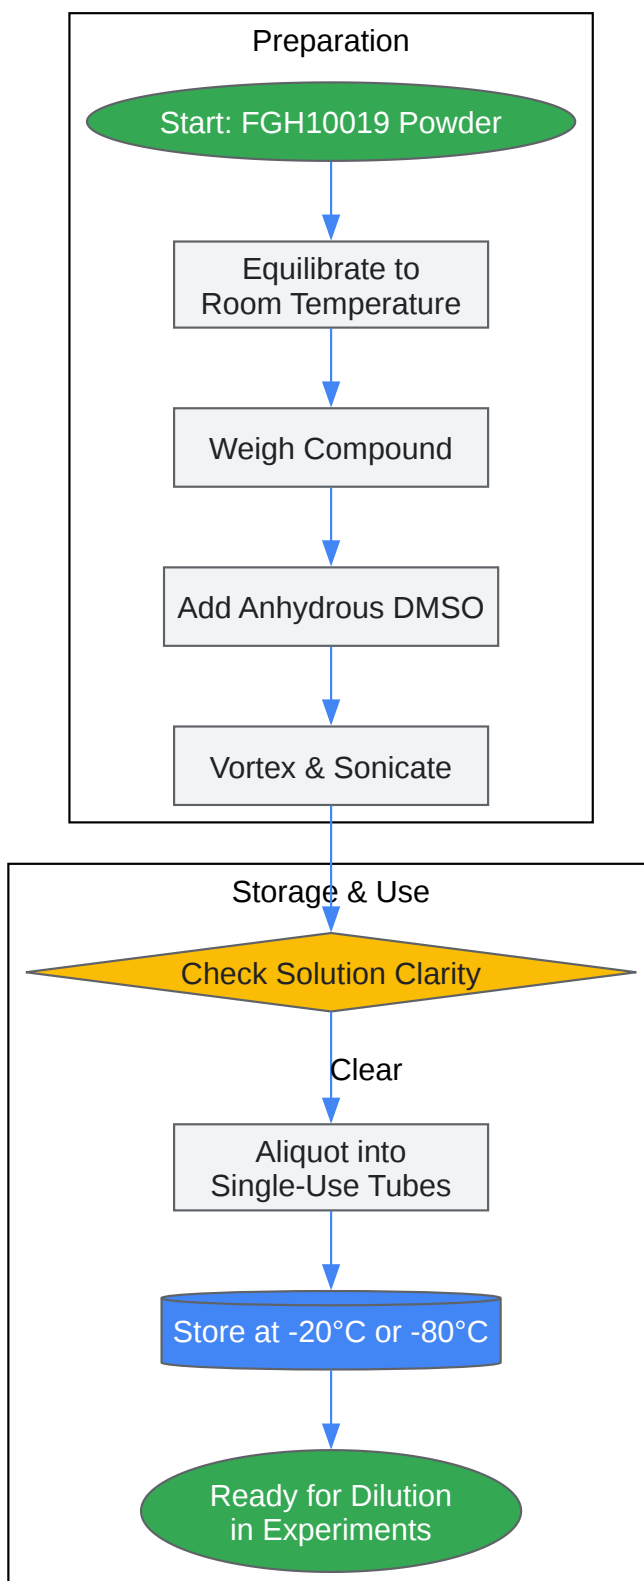 Preparation
Start: FGH10019 Powder
Equilibrate to
Room Temperature
Weigh Compound
Add Anhydrous DMSO
Vortex & Sonicate
Storage & Use
Check Solution Clarity
Clear
Aliquot into
Single-Use Tubes
Store at -20°C or -80°C
Ready for Dilution
in Experiments